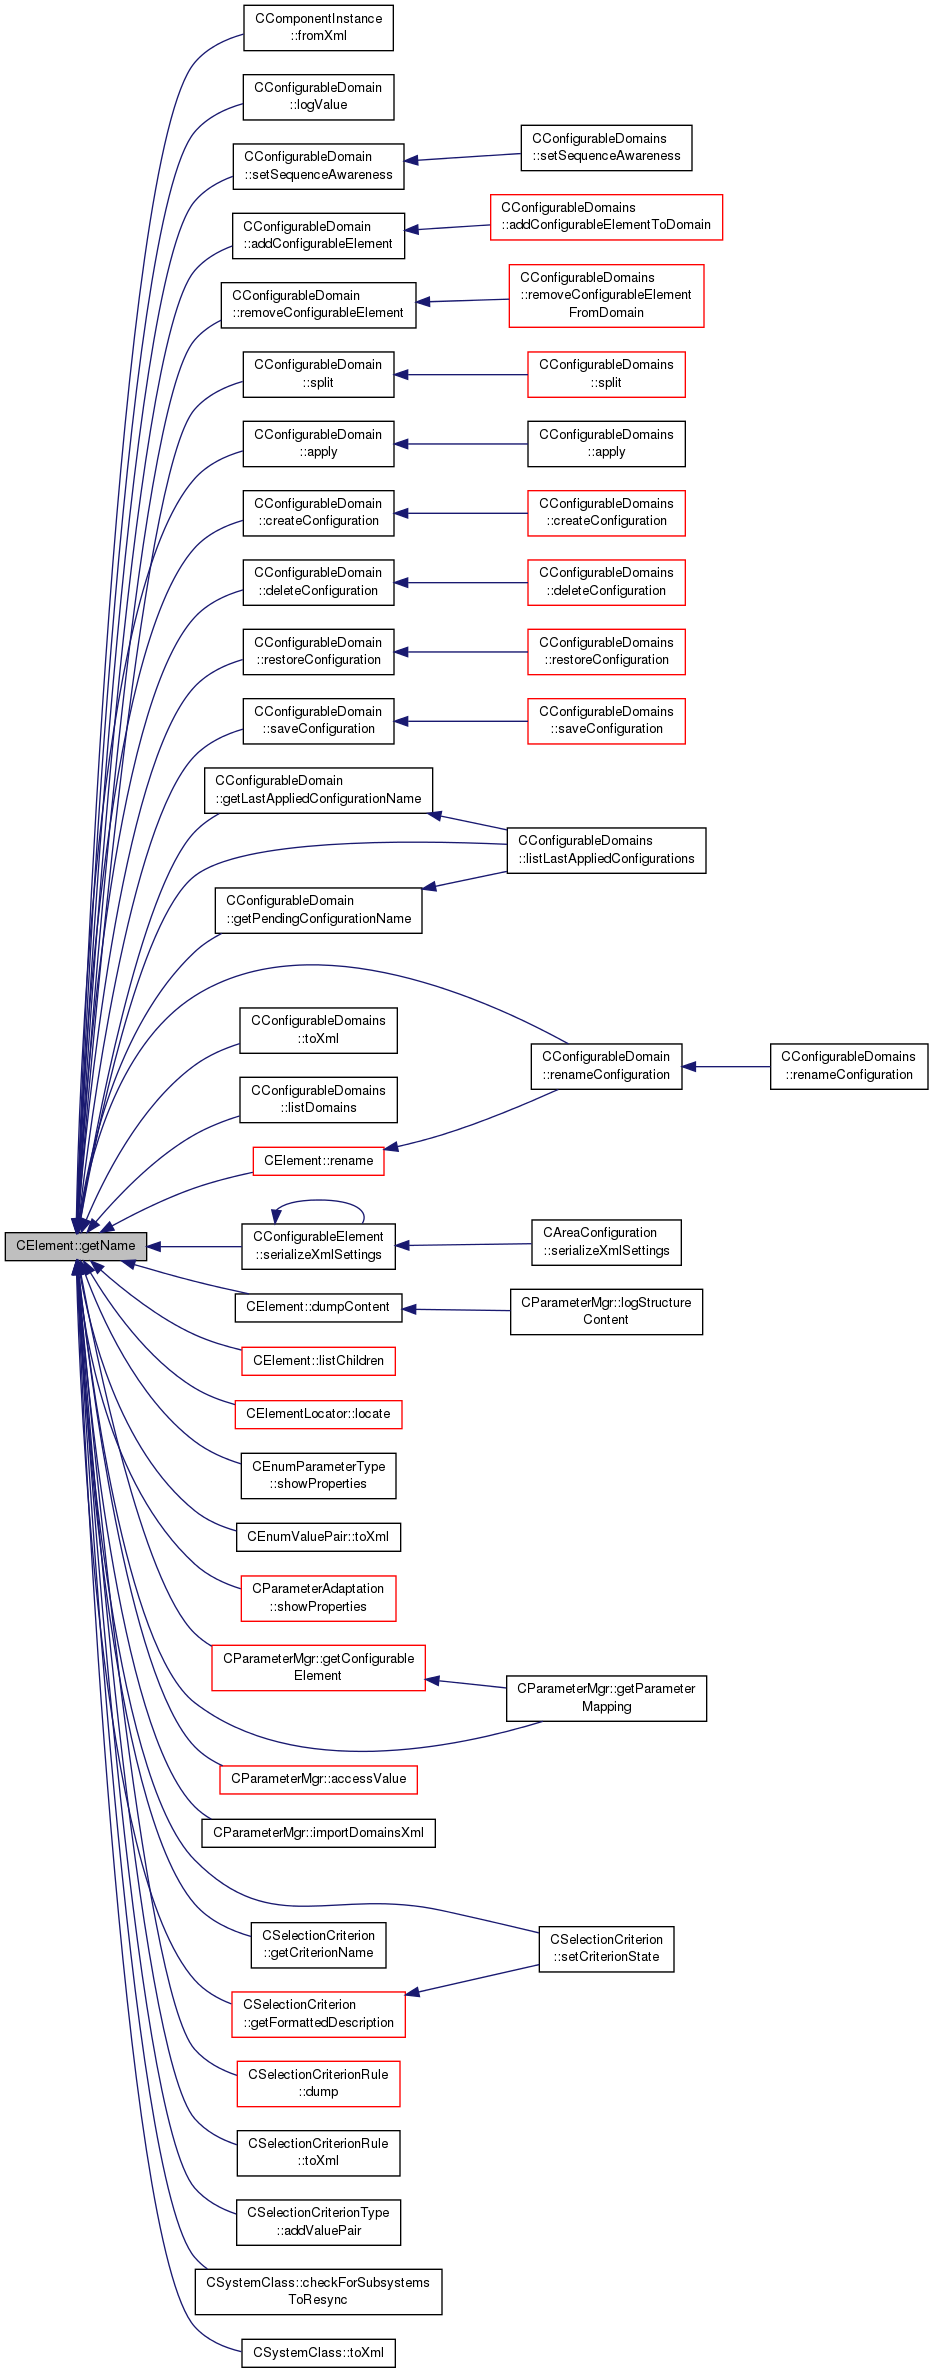 CComponentInstance
::fromXml
CConfigurableDomain
::logValue
CConfigurableDomain
::setSequenceAwareness
CConfigurableDomains
::setSequenceAwareness
CConfigurableDomain
::addConfigurableElement
CConfigurableDomains
::addConfigurableElementToDomain
CConfigurableDomain
::removeConfigurableElement
CConfigurableDomains
::removeConfigurableElement
FromDomain
CConfigurableDomain
::split
CConfigurableDomains
::split
CConfigurableDomain
::apply
CConfigurableDomains
::apply
CConfigurableDomain
::createConfiguration
CConfigurableDomains
::createConfiguration
CConfigurableDomain
::deleteConfiguration
CConfigurableDomains
::deleteConfiguration
CConfigurableDomain
::restoreConfiguration
CConfigurableDomains
::restoreConfiguration
CConfigurableDomain
::saveConfiguration
CConfigurableDomains
::saveConfiguration
CConfigurableDomain
::getLastAppliedConfigurationName
CConfigurableDomains
::listLastAppliedConfigurations
CConfigurableDomain
::getPendingConfigurationName
CConfigurableDomains
::toXml
CConfigurableDomain
::renameConfiguration
CConfigurableDomains
::renameConfiguration
CConfigurableDomains
::listDomains
CElement::rename
CElement::getName
CConfigurableElement
::serializeXmlSettings
CAreaConfiguration
::serializeXmlSettings
CElement::dumpContent
CParameterMgr::logStructure
Content
CElement::listChildren
CElementLocator::locate
CEnumParameterType
::showProperties
CEnumValuePair::toXml
CParameterAdaptation
::showProperties
CParameterMgr::getConfigurable
Element
CParameterMgr::getParameter
Mapping
CParameterMgr::accessValue
CParameterMgr::importDomainsXml
CSelectionCriterion
::getCriterionName
CSelectionCriterion
::setCriterionState
CSelectionCriterion
::getFormattedDescription
CSelectionCriterionRule
::dump
CSelectionCriterionRule
::toXml
CSelectionCriterionType
::addValuePair
CSystemClass::checkForSubsystems
ToResync
CSystemClass::toXml